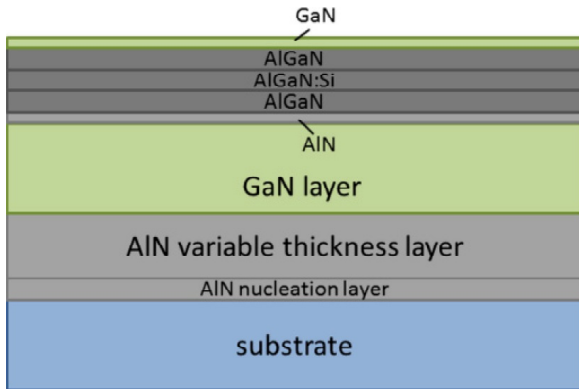 GaN
AlGaN
AlGaN:Si
AlGaN
AlN
GaN layer
AlN variable thickness layer
AlN nucleation layer
substrate